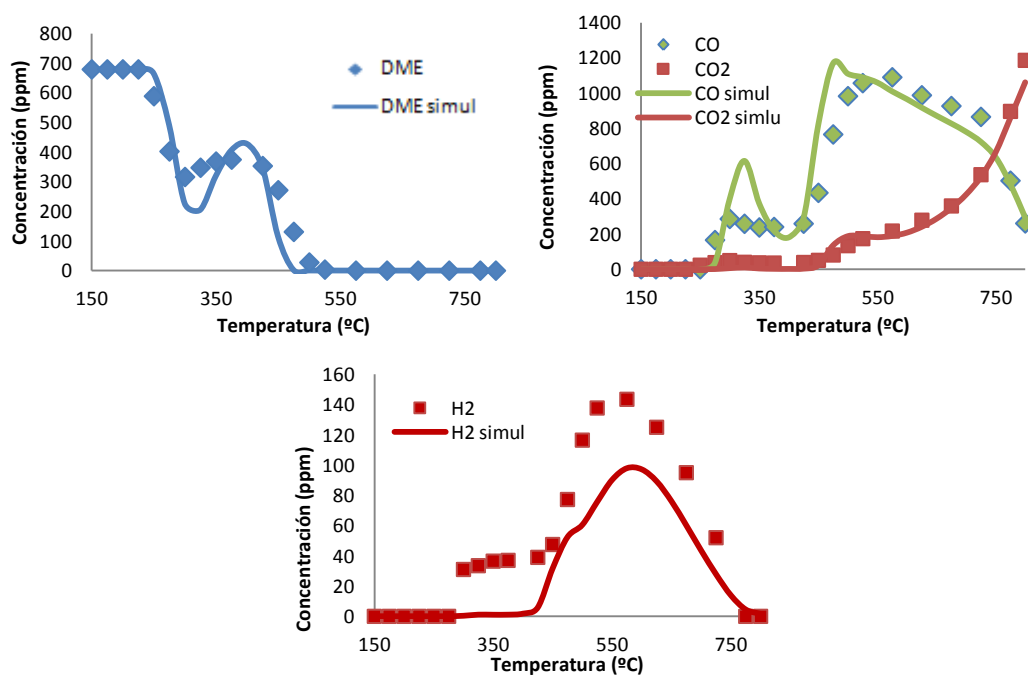 800
700
600
500
400
300
200
100
0
150
350
550
750
Concentración (ppm)
Temperatura (ºC)
DME
DME simul
1400
1200
1000
800
600
400
200
0
150
350
550
750
Concentración (ppm)
Temperatura (ºC)
CO
CO2
CO simul
CO2 simlu
160
140
120
100
80
60
40
20
0
150
350
550
750
Concentración (ppm)
Temperatura (ºC)
H2
H2 simul